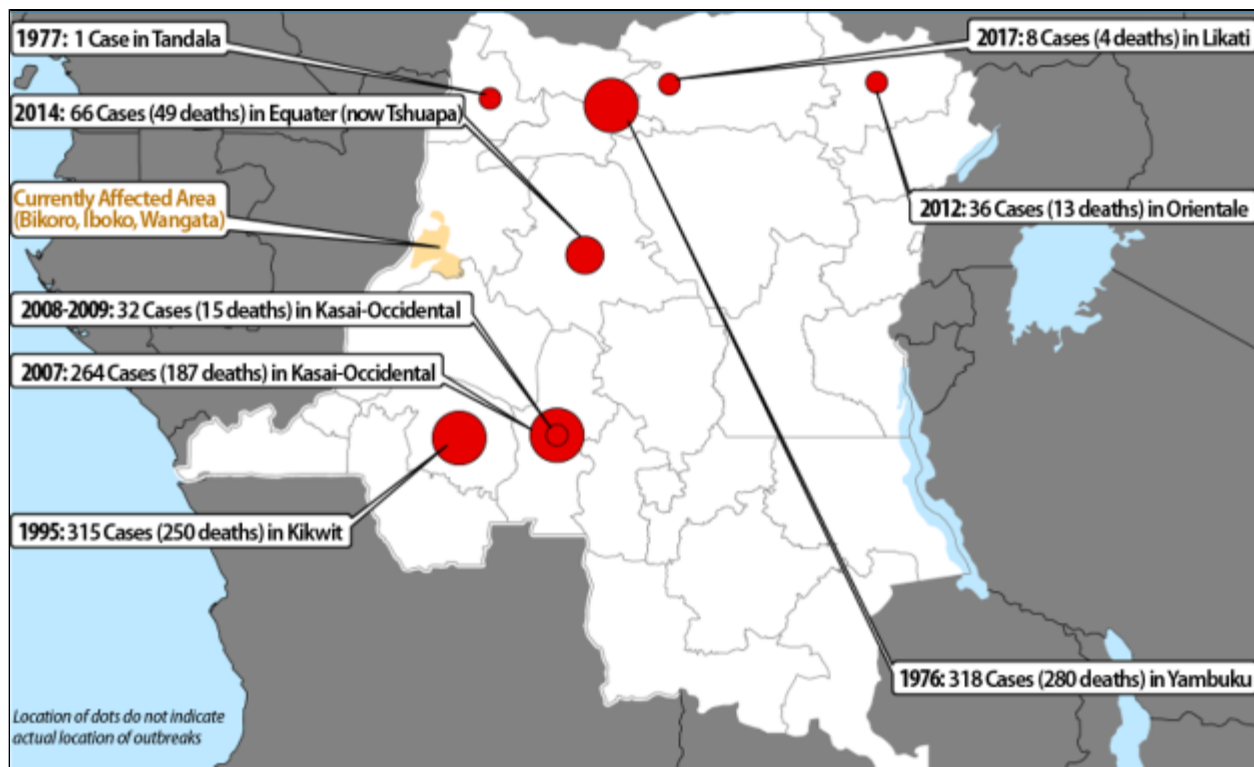 1977: 1 Case in Tandala
2017: 8 Cases (4 deaths) in Likati
2014: 66 Cases (49 deaths) in Equater (now Tshuapa)
Currently Affected Area
(Bikoro, Iboko, Wangata)
2012: 36 Cases (13 deaths) in Orientale
2008-2009: 32 Cases (15 deaths) in Kasai-Occidental
2007: 264 Cases (187 deaths) in Kasai-Occidental
1995: 315 Cases (250 deaths) in Kikwit
1976: 318 Cases (280 deaths) in Yambuku
Location of dots do not indicate
actual location of outbreaks